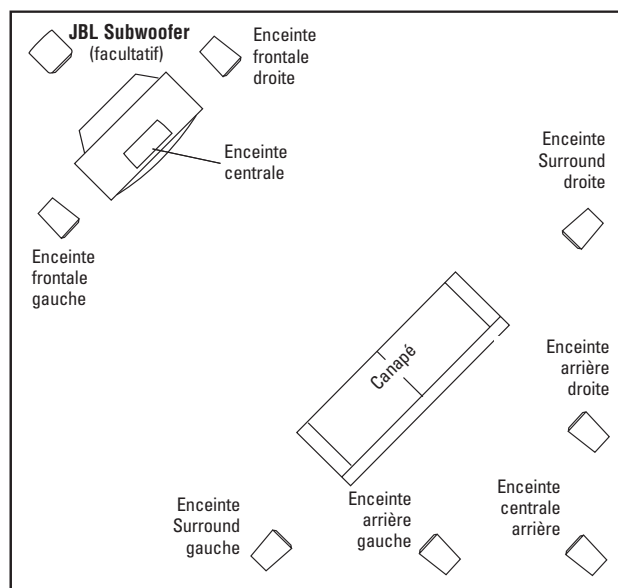 JBL Subwoofer
(facultatif)
Enceinte
frontale
droite
Enceinte
centrale
Enceinte
Surround
droite
Enceinte
frontale
gauche
Canapé
Enceinte
arrière
droite
Enceinte
Surround
gauche
Enceinte
arrière
gauche
Enceinte
centrale
arrière